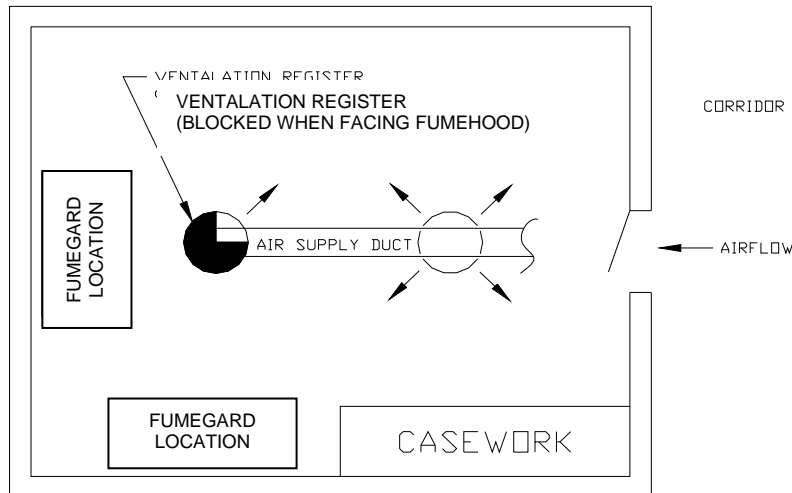 VENTALATION REGISTER
VENTALATION REGISTER
(BLOCKED WHEN FACING FUMEHOOD)
CORRIDOR
FUMEGARD
LOCATION
AIR SUPPLY DUCT
AIRFLOW
FUMEGARD
LOCATION
CASEWORK